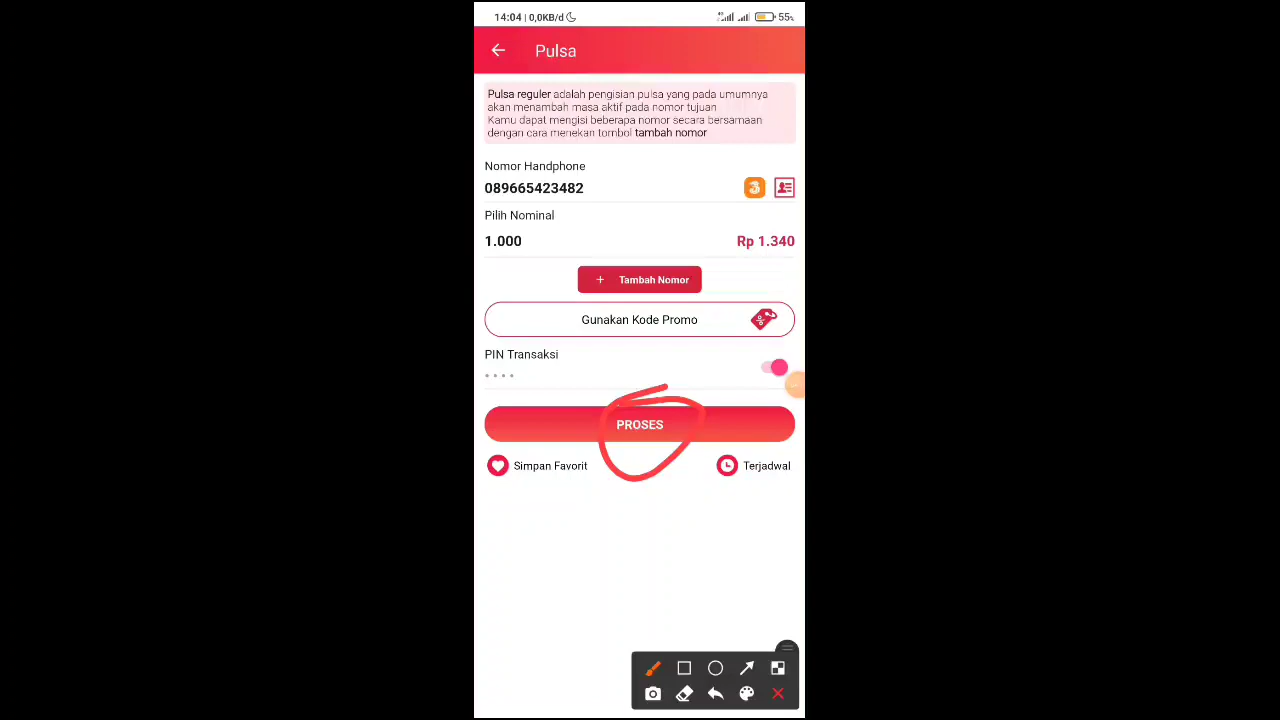 14:04 | 0,0KB/d
55%
Pulsa
Pulsa reguler adalah pengisian pulsa yang pada umumnya
akan menambah masa aktif pada nomor tujuan
Kamu dapat mengisi beberapa nomor secara bersamaan
dengan cara menekan tombol tambah nomor
Nomor Handphone
089665423482
3
Pilih Nominal
1.000
Rp 1.340
+ Tambah Nomor
Gunakan Kode Promo
PIN Transaksi
PROSES
Simpan Favorit
Terjadwal